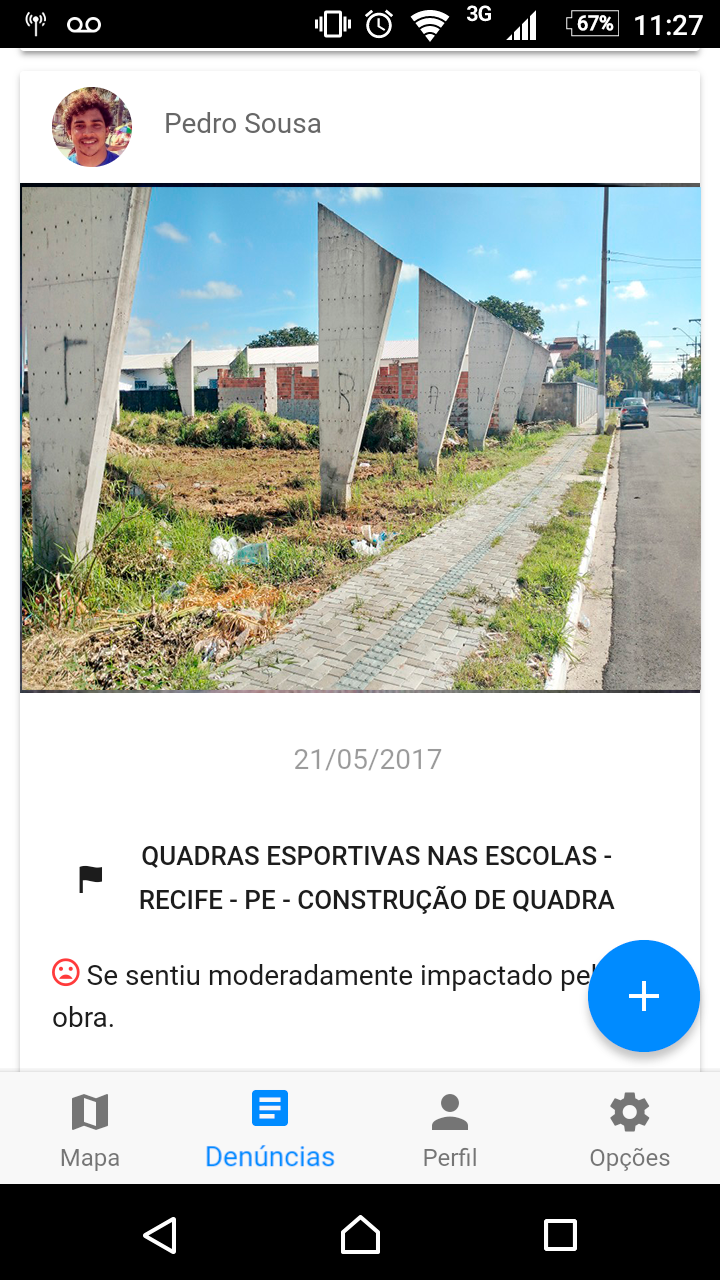 3G
67%
11:27
Pedro Sousa
T
R
A
N
S
21/05/2017
QUADRAS ESPORTIVAS NAS ESCOLAS -
RECIFE - PE - CONSTRUÇÃO DE QUADRA
Se sentiu moderadamente impactado pel
obra.
Mapa
Denúncias
Perfil
Opções